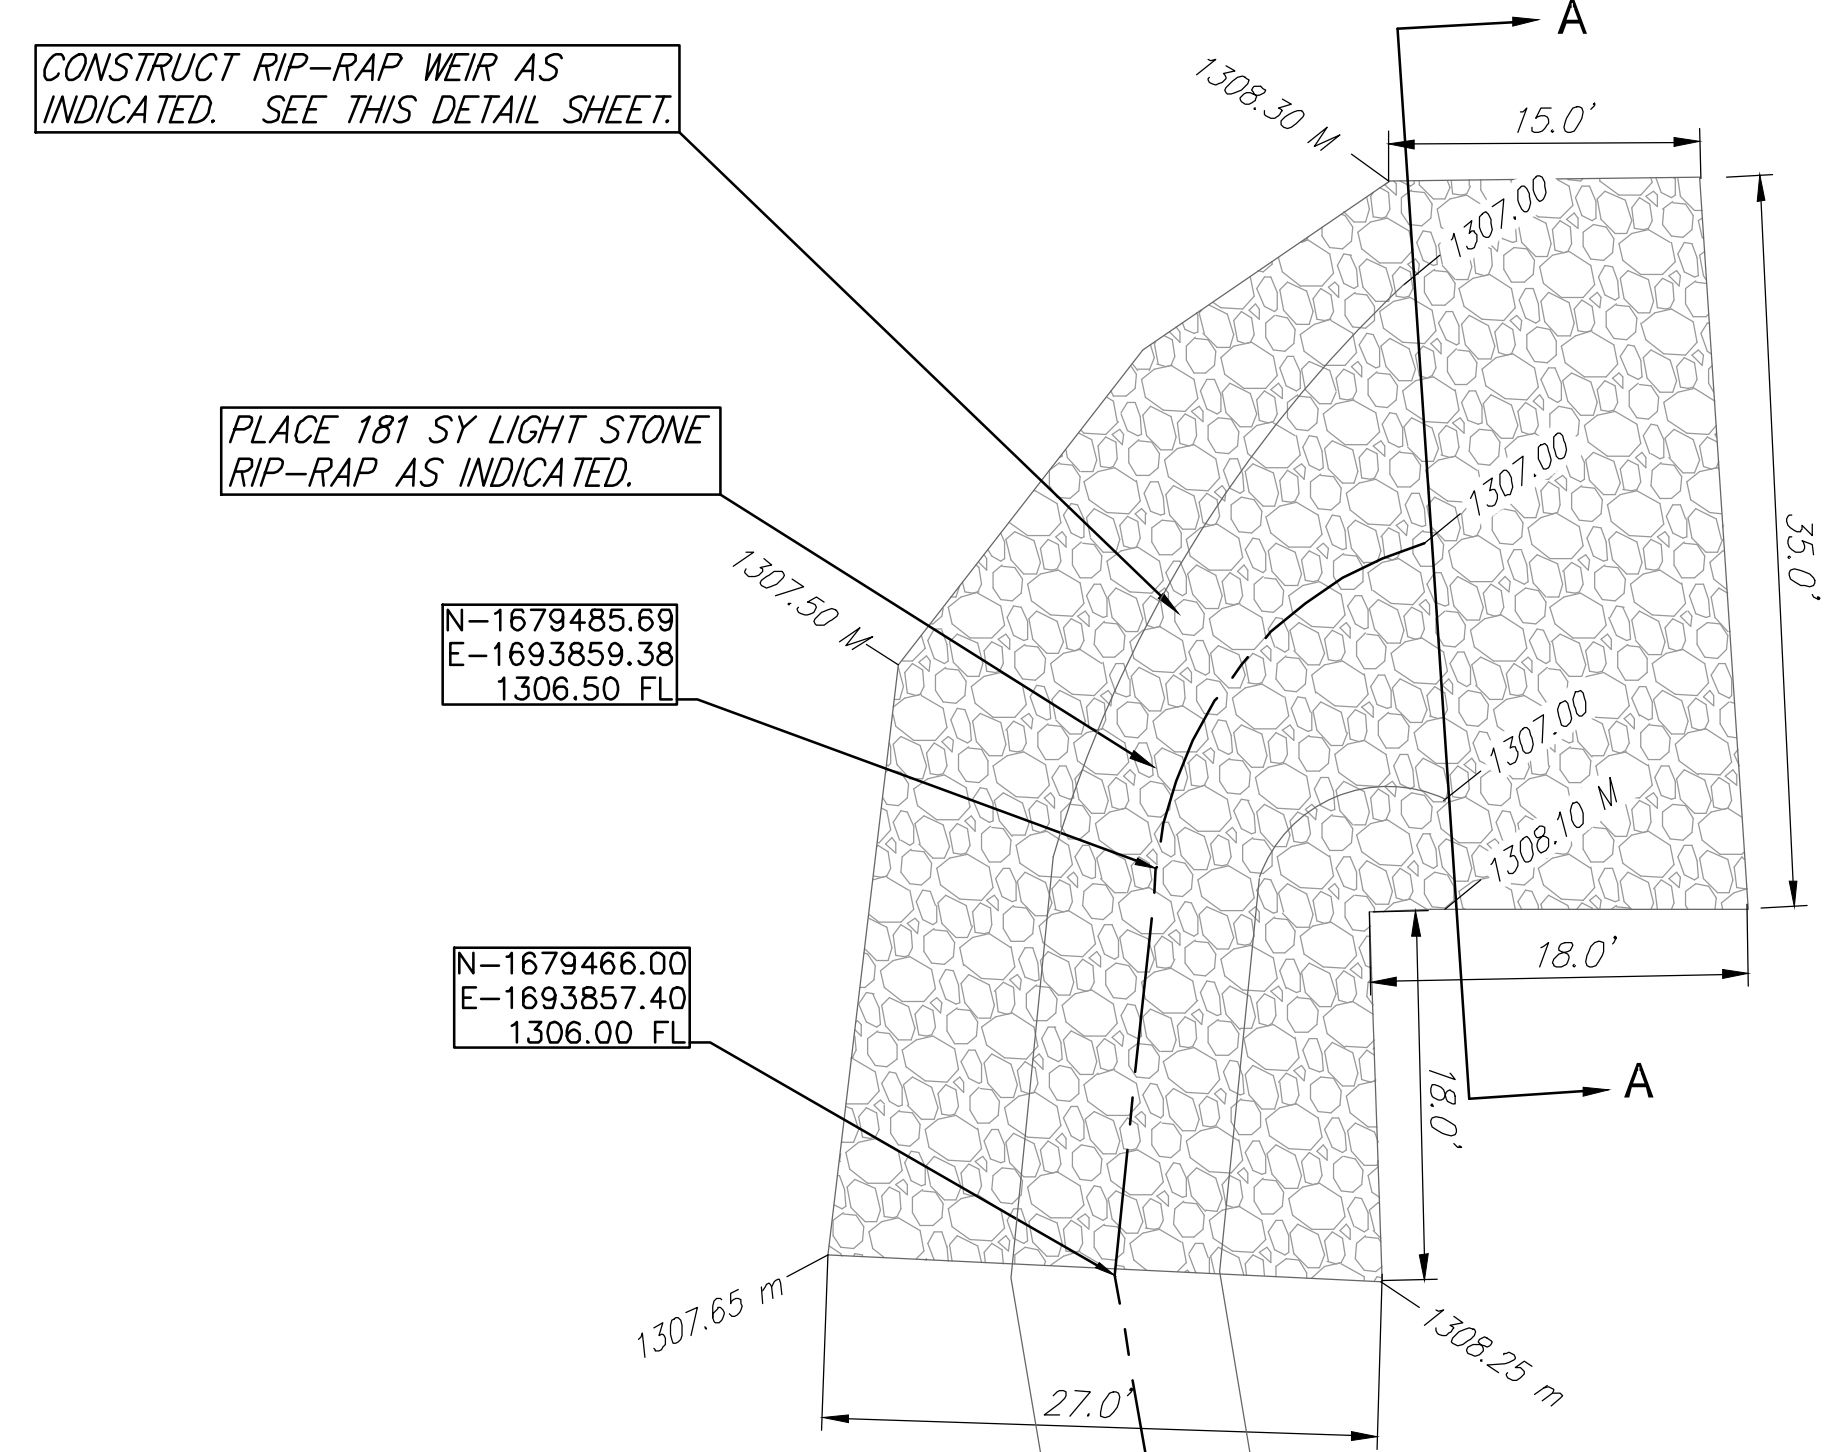 A
CONSTRUCT RIP-RAP WEIR AS
INDICATED. SEE THIS DETAIL SHEET.
1308.30 M
15.0'
1307.00
PLACE 181 SY LIGHT STONE
RIP-RAP AS INDICATED.
1307.00
35.0'
1307.50 M
N-1679485.69
E-1693859.38
1306.50 FL
1307.00
1308.10 M
18.0'
N-1679466.00
E-1693857.40
1306.00 FL
18.0'
A
1307.65 m
1308.25 m
27.0'